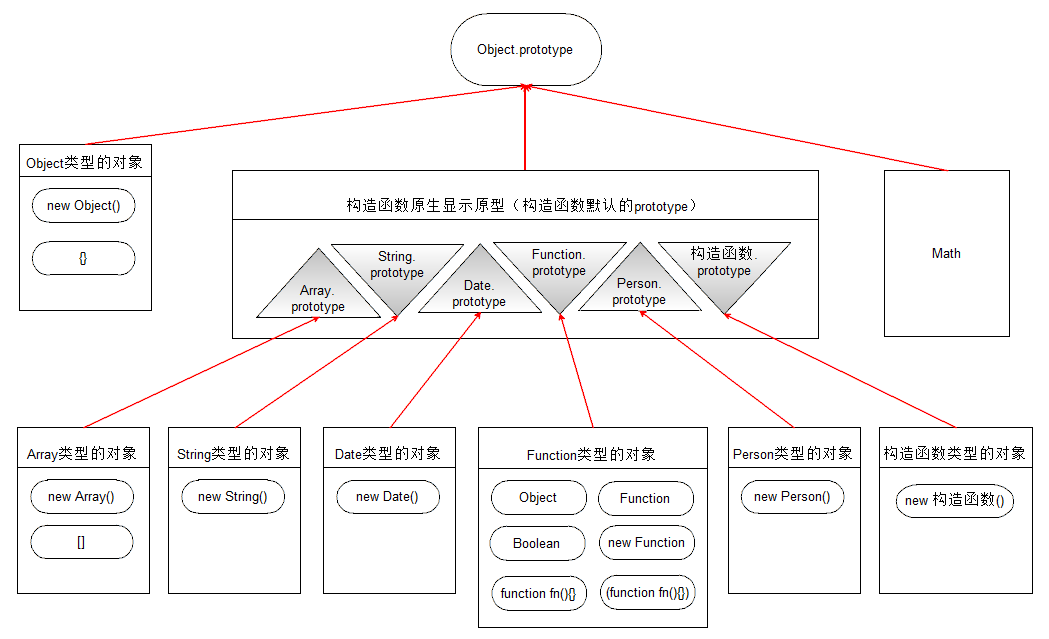 Object.prototype
Object类型的对象
new Object()
{}
构造函数原生显示原型（构造函数默认的prototype）
Array.
prototype
String.
prototype
Date.
prototype
Function.
prototype
Person.
prototype
构造函数.
prototype
Math
Array类型的对象
new Array()
[]
String类型的对象
new String()
Date类型的对象
new Date()
Function类型的对象
Object
Function
Boolean
new Function
function fn(){}
(function fn(){})
Person类型的对象
new Person()
构造函数类型的对象
new 构造函数()